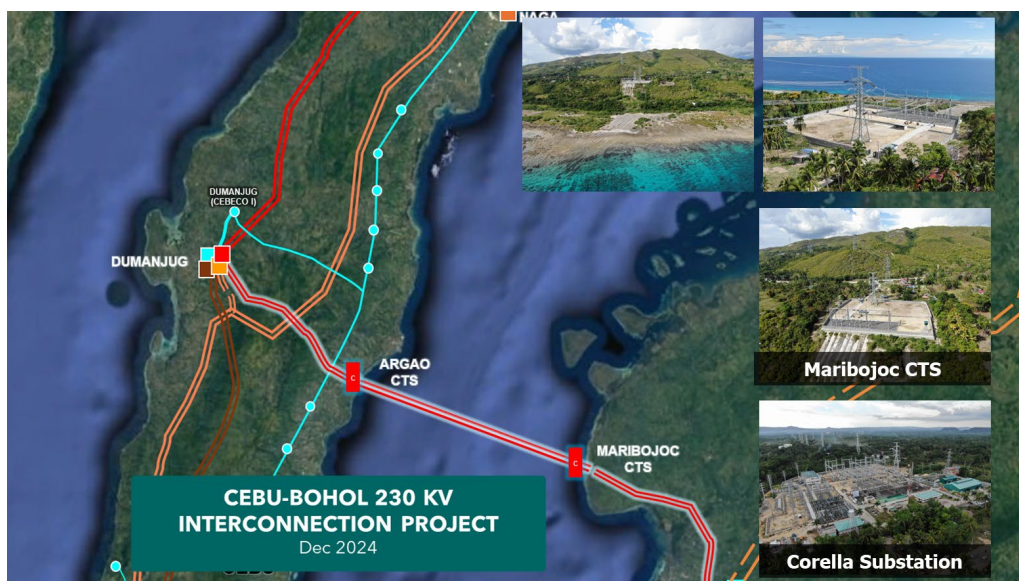 NAGA
DUMANJUG
(CEBECO I)
DUMANJUG
ARGAO
CTS
C
MARIBOJOC
CTS
C
Maribojoc CTS
CEBU-BOHOL 230 KV
INTERCONNECTION PROJECT
Dec 2024
Corella Substation